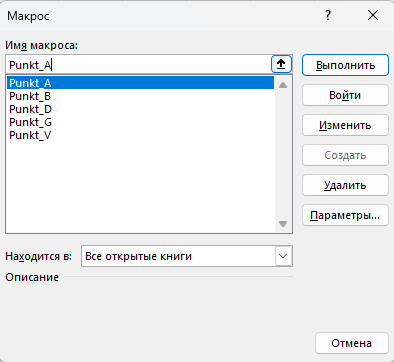 Макрос
Имя макроса:
Punkt_A
Выполнить
Punkt_A
Punkt_B
Punkt_D
Punkt_G
Punkt_V
Войти
Изменить
Создать
Удалить
Параметры...
Находится в:
Все открытые книги
Описание
Отмена